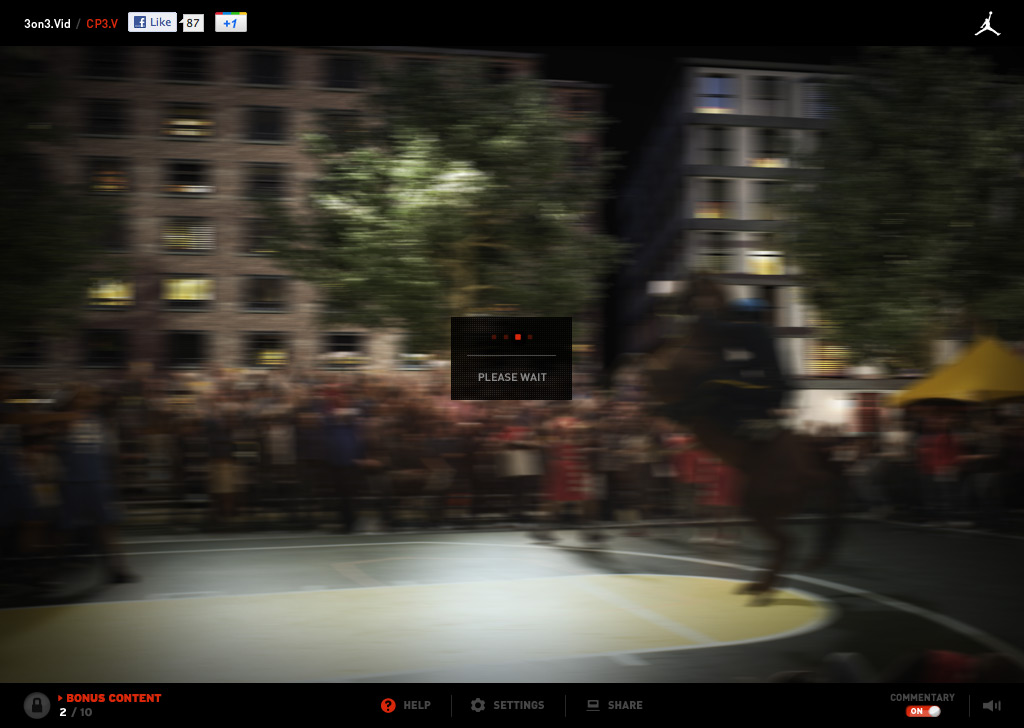 3on3.Vid / CP3.V
Like 87 +1
PLEASE WAIT
BONUS CONTENT
2 / 10
HELP
SETTINGS
SHARE
COMMENTARY
ON